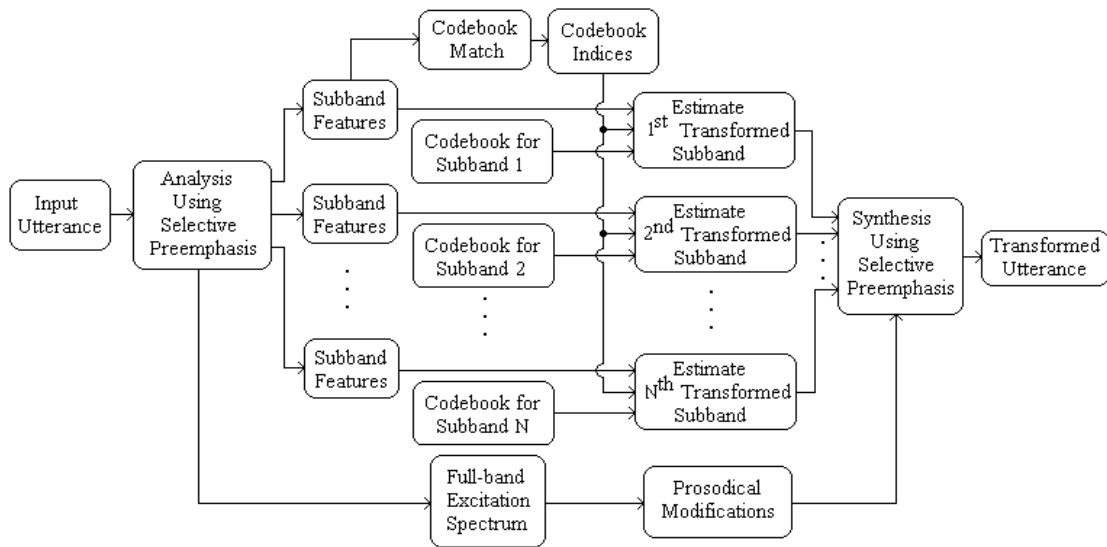 Codebook
Match
Codebook
Indices
Subband
Features
1st Estimate
Transformed
Subband
Codebook for
Subband 1
Input
Utterance
Analysis
Using
Selective
Preemphasis
Subband
Features
2nd Estimate
Transformed
Subband
Codebook for
Subband 2
Synthesis
Using
Selective
Preemphasis
Transformed
Utterance
Subband
Features
Nth Estimate
Transformed
Subband
Codebook for
Subband N
Full-band
Excitation
Spectrum
Prosodical
Modifications